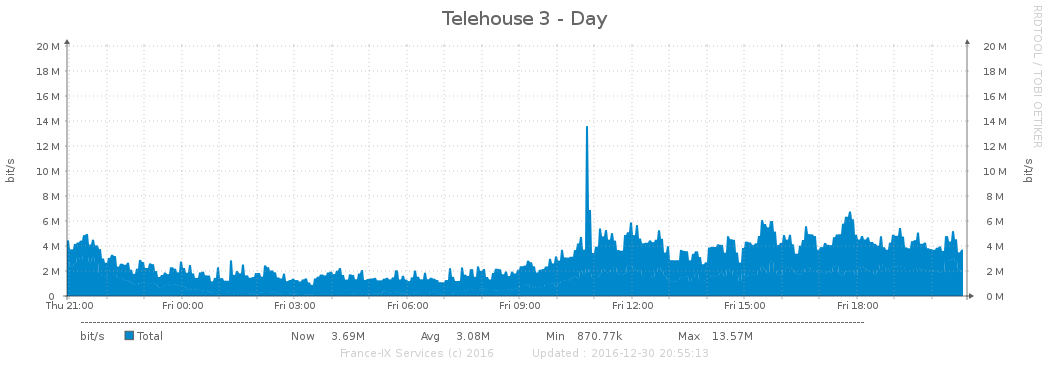 Telehouse 3 - Day
RRDTOOL / TOBI OETIKER
20 M 20 M
18 M 18 M
16 M 16 M
14 M 14 M
12 M 12 M
10 M 10 M
8 M 8 M
6 M 6 M
4 M 4 M
2 M 2 M
0 0 M
bit/s bit/s
Thu 21:00 Fri 00:00 Fri 03:00 Fri 06:00 Fri 09:00 Fri 12:00 Fri 15:00 Fri 18:00
bit/s Total Now 3.69M Avg 3.08M Min 870.77k Max 13.57M
France-IX Services (c) 2016 Updated : 2016-12-30 20:55:13